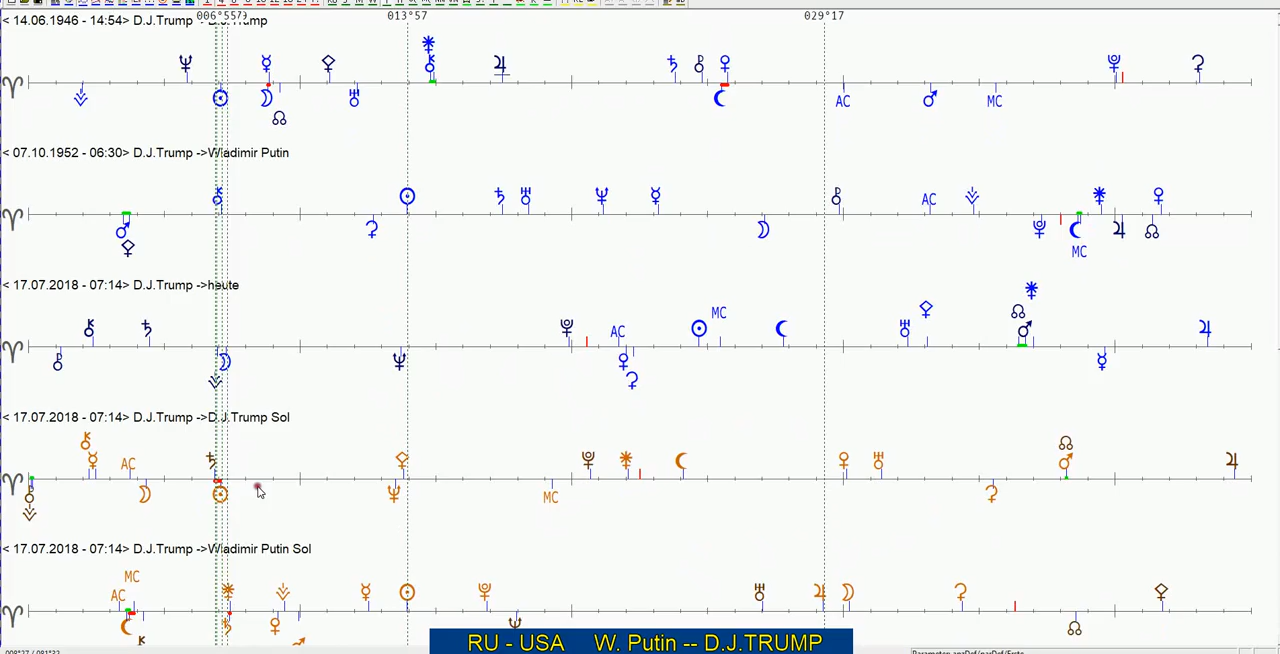 006°55
013°57
029°17
< 14.06.1946 - 14:54> D.J.Trump -> D.J.Trump
AC
MC
< 07.10.1952 - 06:30> D.J.Trump ->Wladimir Putin
AC
MC
< 17.07.2018 - 07:14> D.J.Trump ->heute
MC
AC
< 17.07.2018 - 07:14> D.J.Trump ->D.J.Trump Sol
AC
MC
< 17.07.2018 - 07:14> D.J.Trump ->Wladimir Putin Sol
MC
AC
RU - USA W. Putin -- D.J.TRUMP